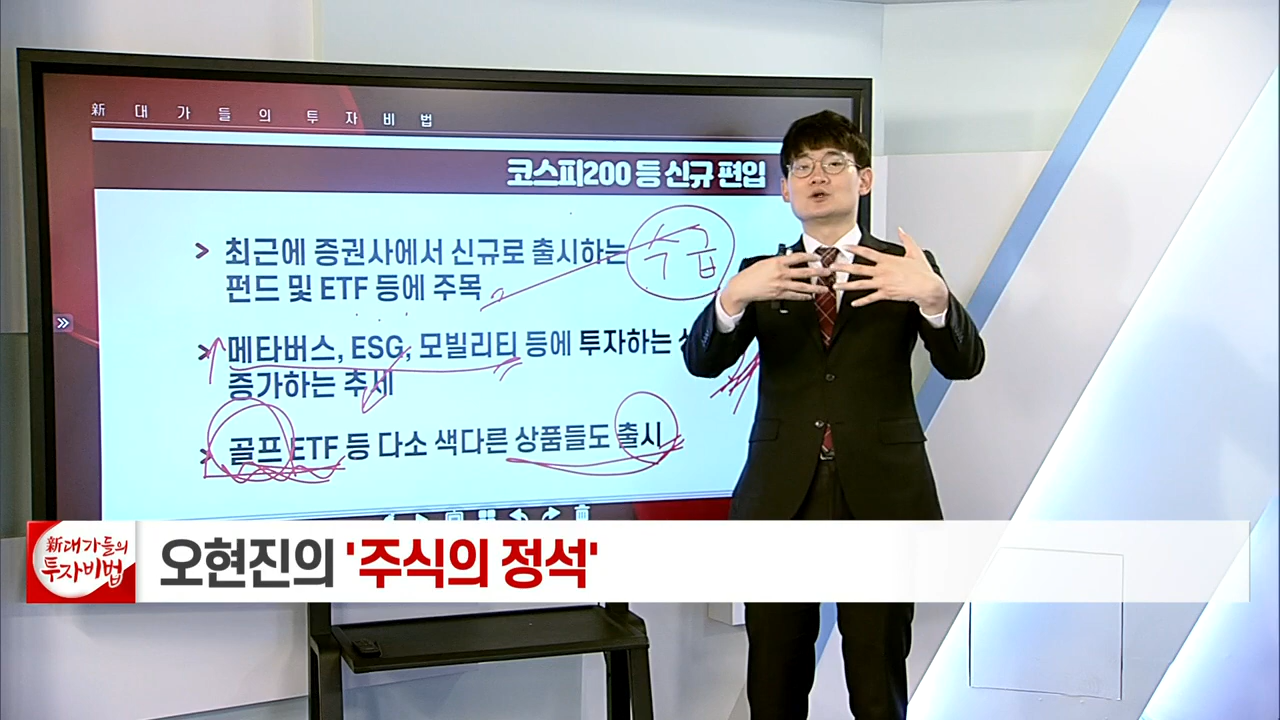 新 대 가 들 의 투 자 비 법
코스피200 등 신규 편입
최근에 증권사에서 신규로 출시하는
수급
펀드 및 ETF 등에 주목
메타버스, ESG, 모빌리티 등에 투자하는
증가하는 추세
골프 ETF 등 다소 색다른 상품들도 출시
新대가들의
투자비법
오현진의 '주식의 정석'